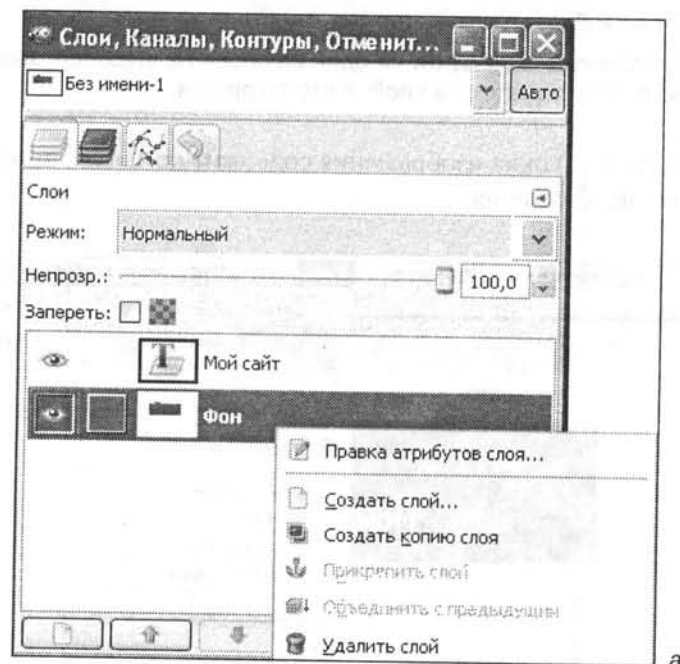 Слои, Каналы, Контуры, Отменит...
Без имени-1
Авто
Слои
Режим: Нормальный
Непрозр.: 100,0
Запереть:
Мой сайт
Фон
Правка атрибутов слоя...
Создать слой...
Создать копию слоя
Прикрепить слой
Объединить с предыдущим
Удалить слой
а